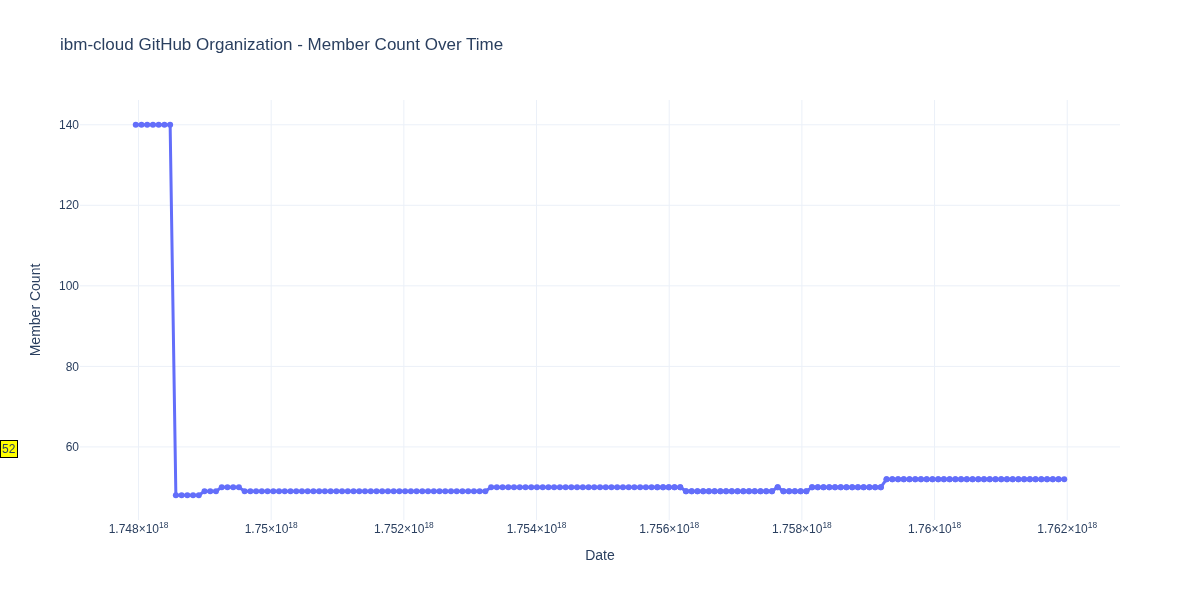 ibm-cloud GitHub Organization - Member Count Over Time
140
120
100
80
60
Member Count
52
1.748×10¹⁸ 1.75×10¹⁸ 1.752×10¹⁸ 1.754×10¹⁸ 1.756×10¹⁸ 1.758×10¹⁸ 1.76×10¹⁸ 1.762×10¹⁸
Date